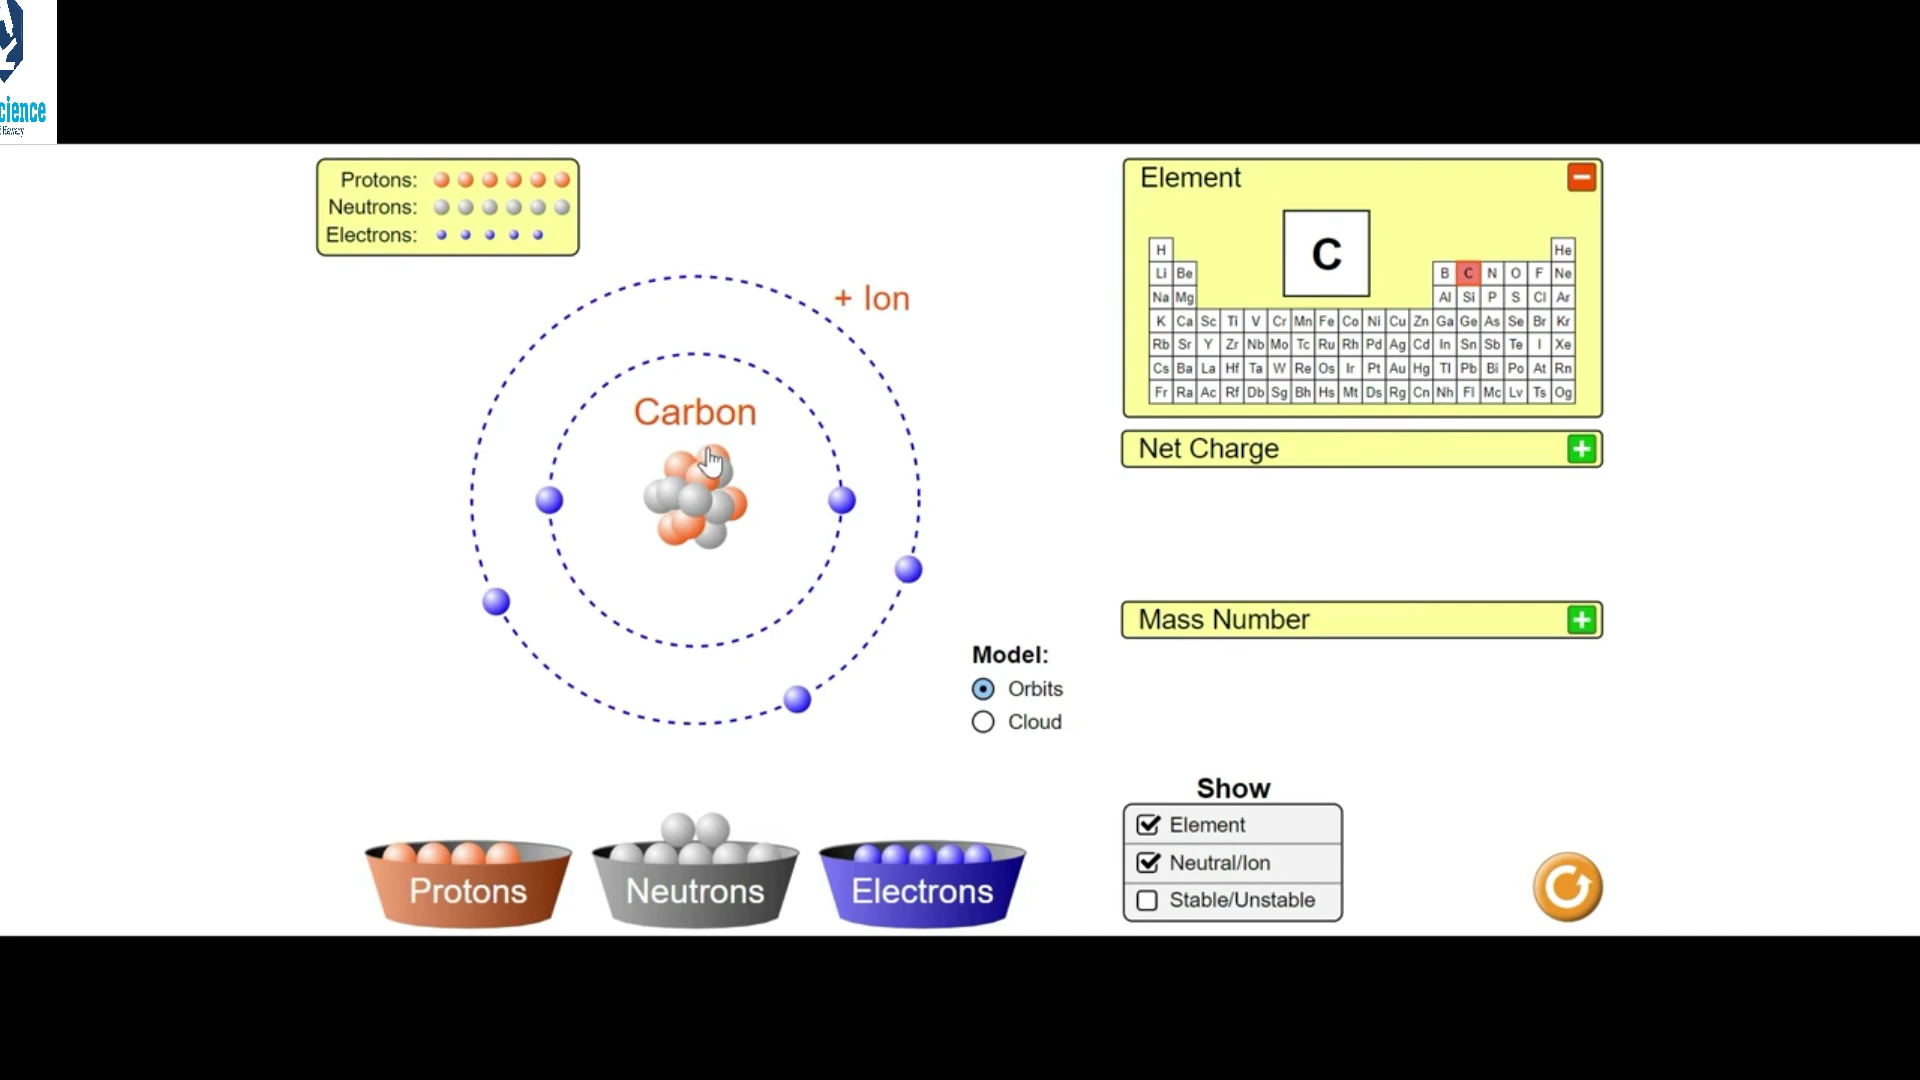 cience
Protons:
Neutrons:
Electrons:
+ Ion
Carbon
Model:
Orbits
Cloud
Protons
Neutrons
Electrons
Element
C
H He
Li Be B C N O F Ne
Na Mg Al Si P S Cl Ar
K Ca Sc Ti V Cr Mn Fe Co Ni Cu Zn Ga Ge As Se Br Kr
Rb Sr Y Zr Nb Mo Tc Ru Rh Pd Ag Cd In Sn Sb Te I Xe
Cs Ba La Hf Ta W Re Os Ir Pt Au Hg Tl Pb Bi Po At Rn
Fr Ra Ac Rf Db Sg Bh Hs Mt Ds Rg Cn Nh Fl Mc Lv Ts Og
Net Charge
Mass Number
Show
Element
Neutral/Ion
Stable/Unstable